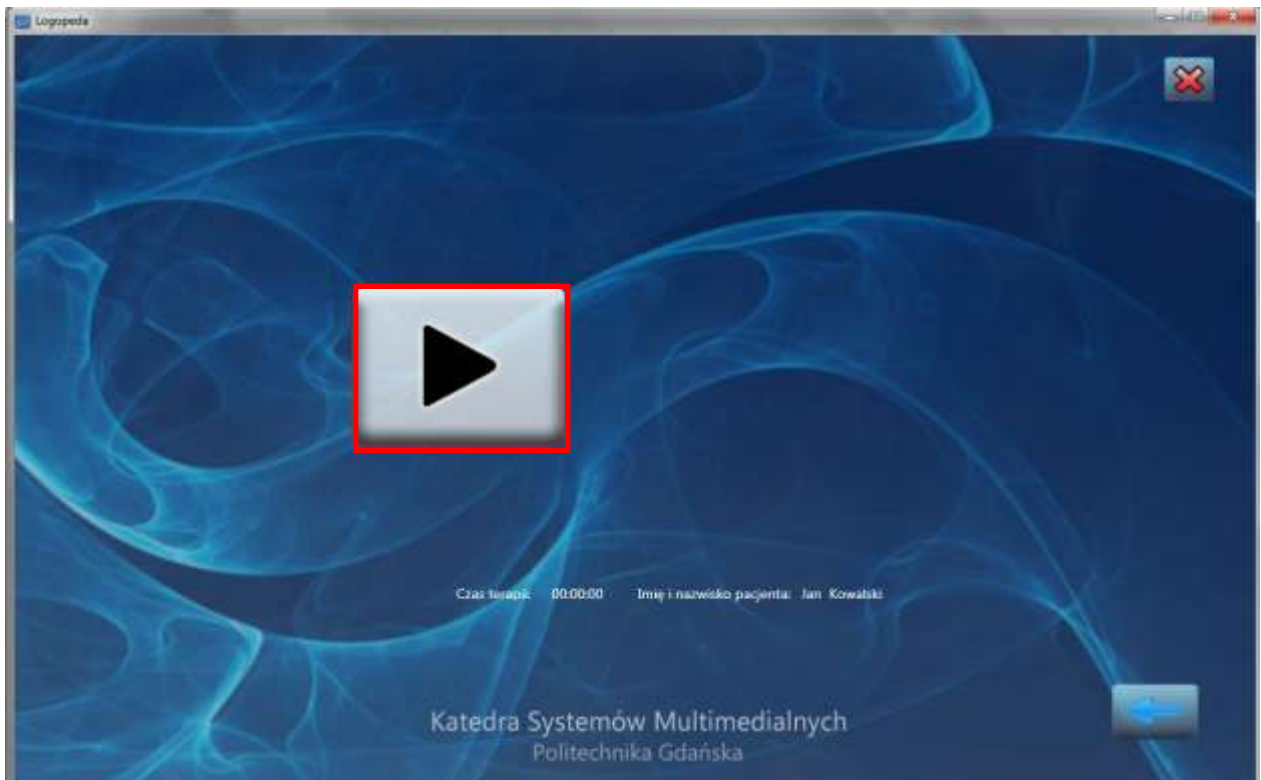 Logopeda
Czas terapii: 00:00:00 Imię i nazwisko pacjenta: Jan Kowalski
Katedra Systemów Multimedialnych
Politechnika Gdańska